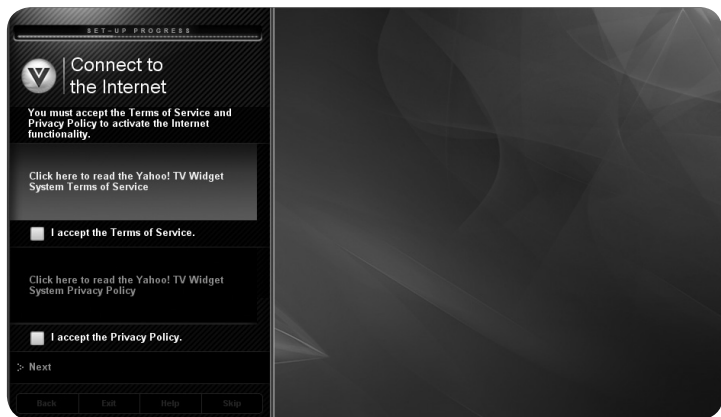 SET-UP PROGRESS
Connect to
the Internet
You must accept the Terms of Service and
Privacy Policy to activate the Internet
functionality.
Click here to read the Yahoo! TV Widget
System Terms of Service
I accept the Terms of Service.
Click here to read the Yahoo! TV Widget
System Privacy Policy
I accept the Privacy Policy.
Next
Back Exit Help Skip